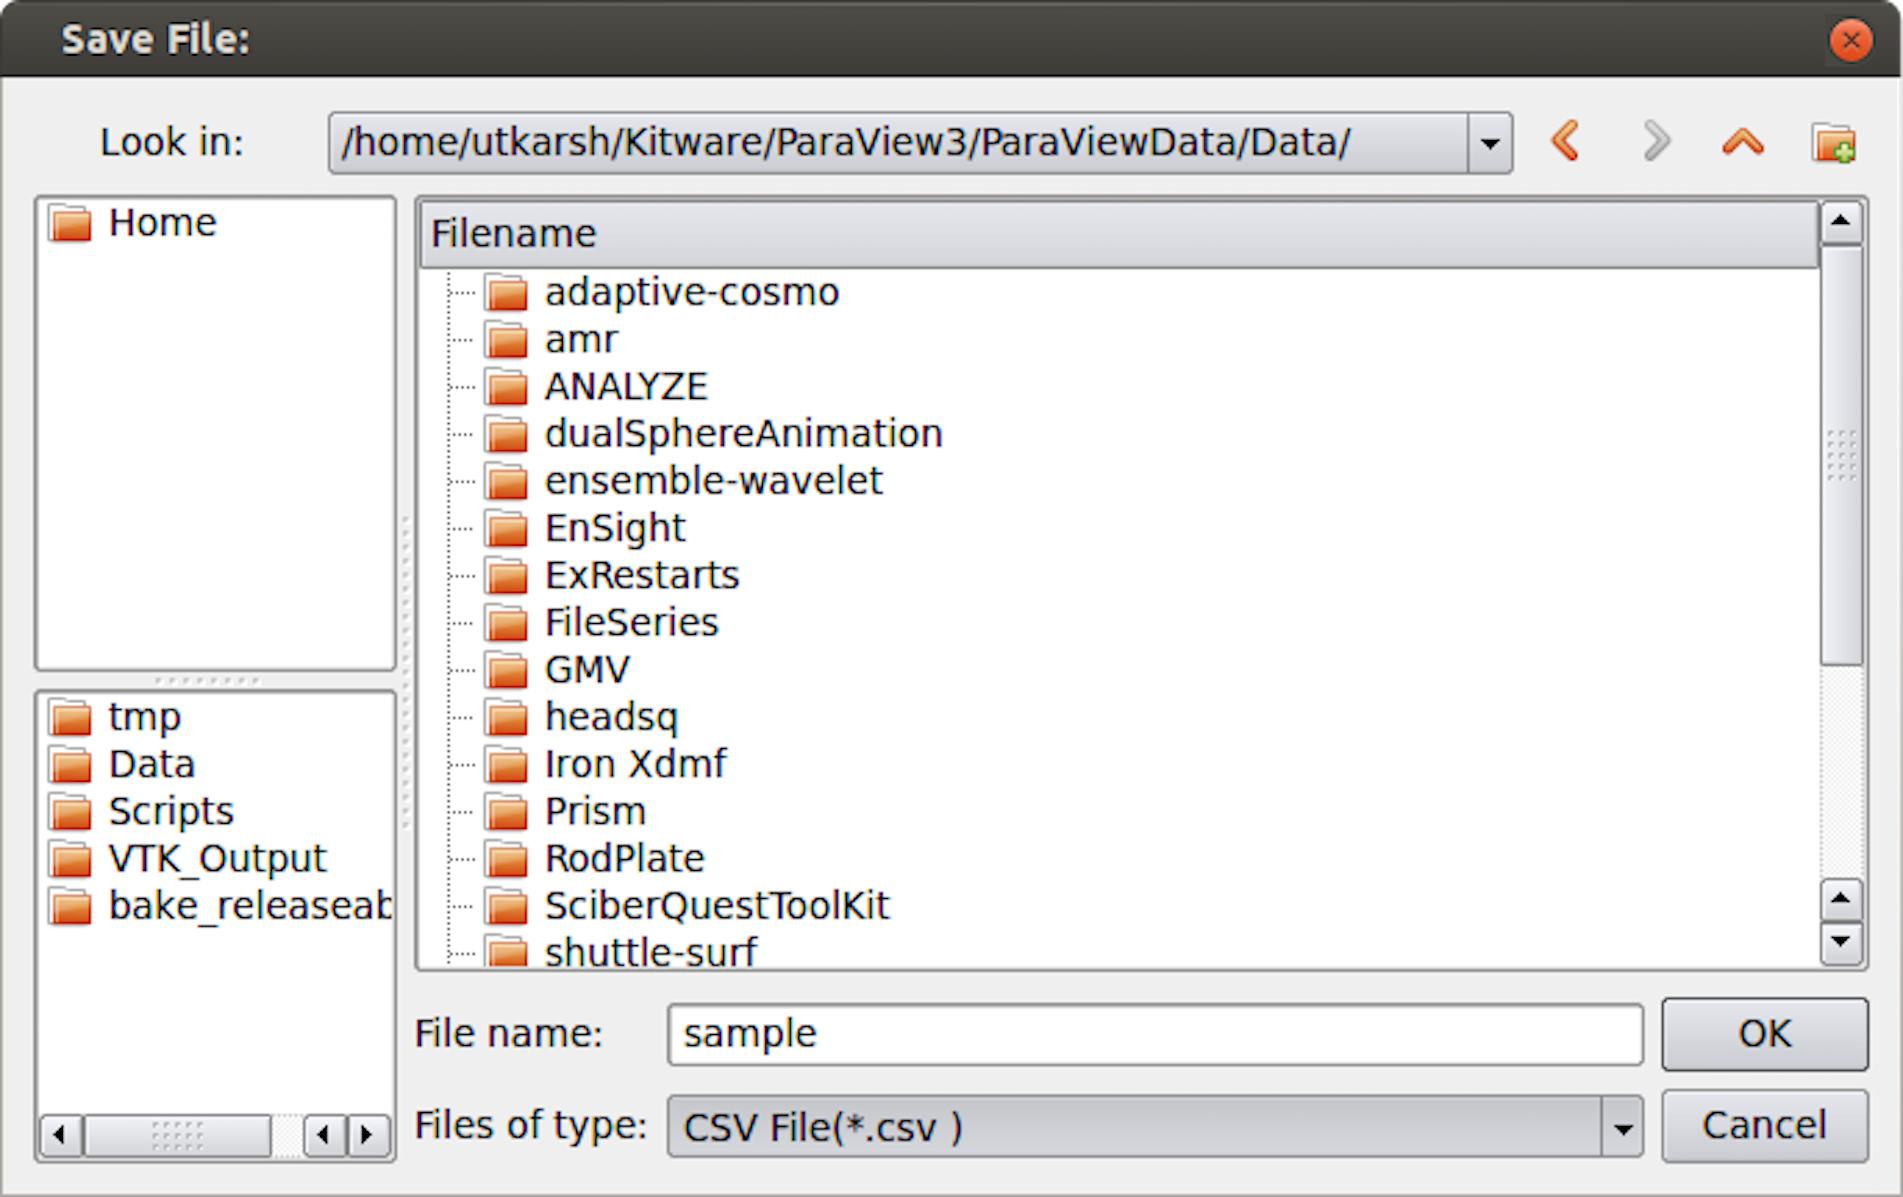 Save File:
Look in: /home/utkarsh/Kitware/ParaView3/ParaViewData/Data/
Home
tmp
Data
Scripts
VTK_Output
bake_releaseab
Filename
adaptive-cosmo
amr
ANALYZE
dualSphereAnimation
ensemble-wavelet
EnSight
ExRestarts
FileSeries
GMV
headsq
Iron Xdmf
Prism
RodPlate
SciberQuestToolKit
shuttle-surf
File name: sample OK
Files of type: CSV File(*.csv ) Cancel